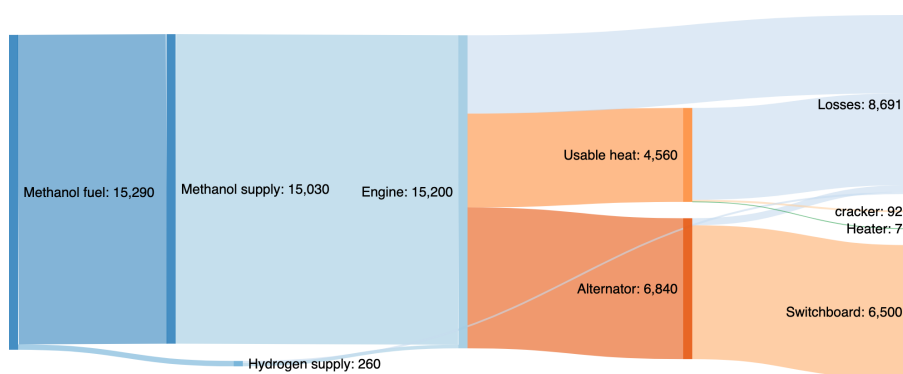 Losses: 8,691
Usable heat: 4,560
Methanol fuel: 15,290
Methanol supply: 15,030
Engine: 15,200
cracker: 92
Heater: 7
Alternator: 6,840
Switchboard: 6,500
Hydrogen supply: 260